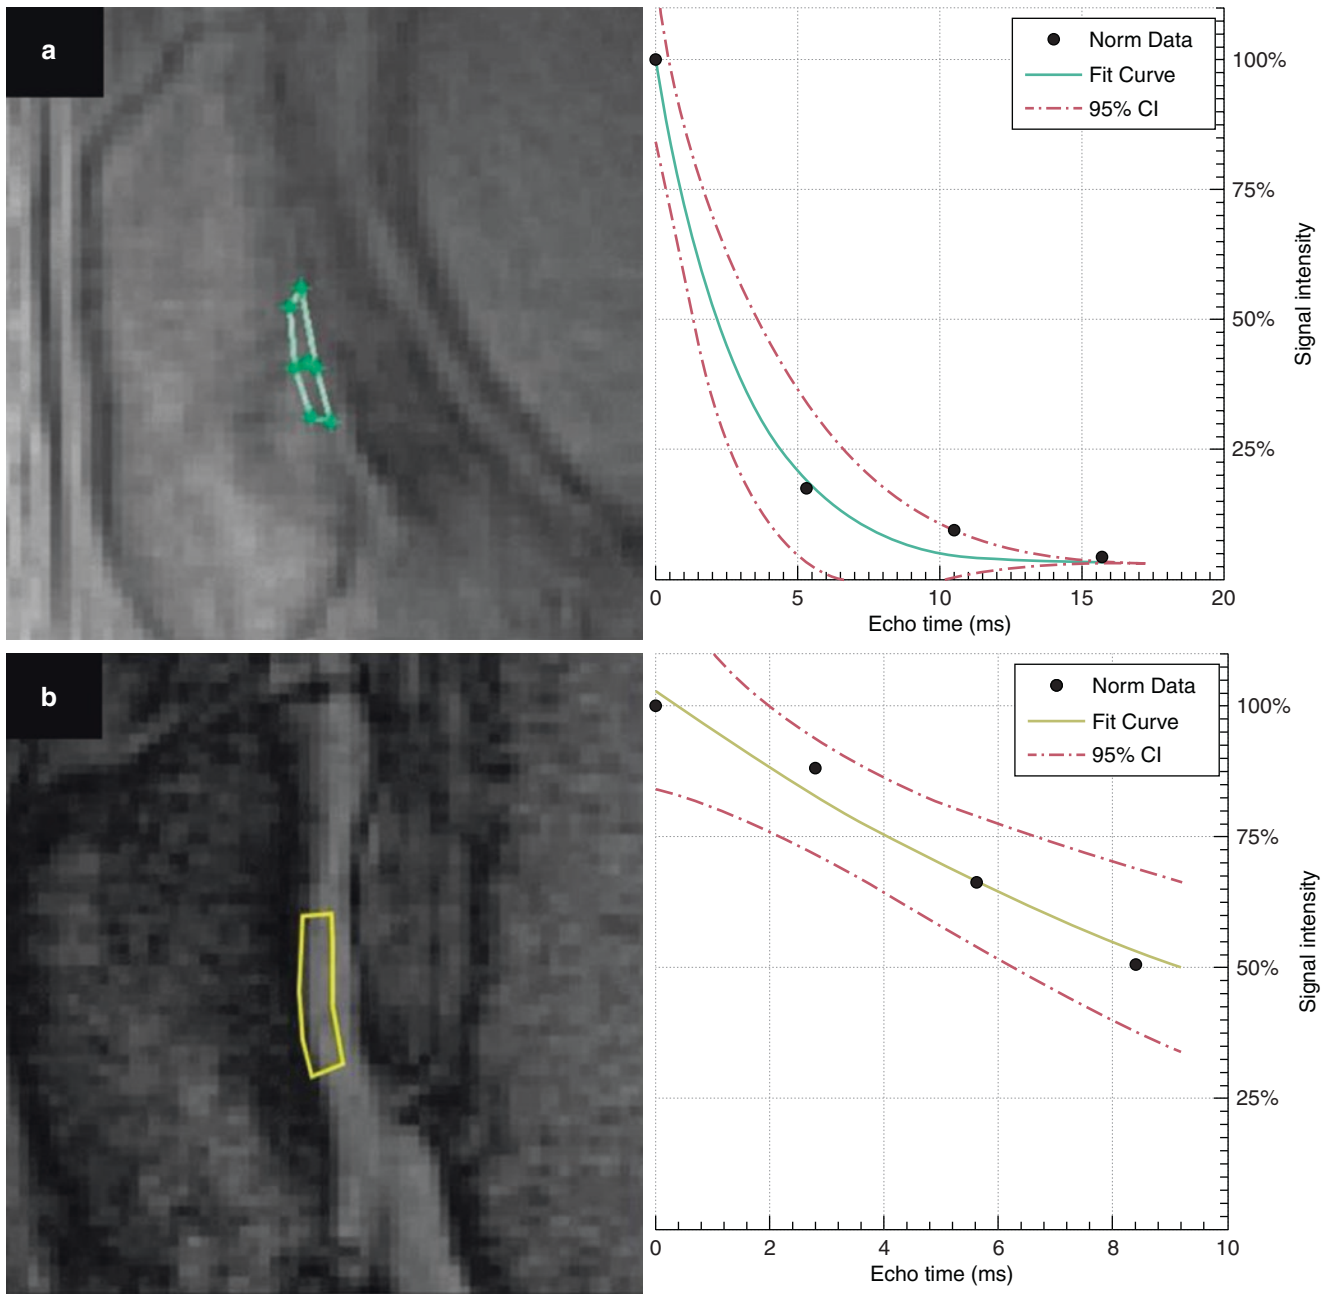 a
Norm Data
Fit Curve
95% CI
100%
75%
50%
25%
Signal intensity
0 5 10 15 20
Echo time (ms)
b
Norm Data
Fit Curve
95% CI
100%
75%
50%
25%
Signal intensity
0 2 4 6 8 10
Echo time (ms)